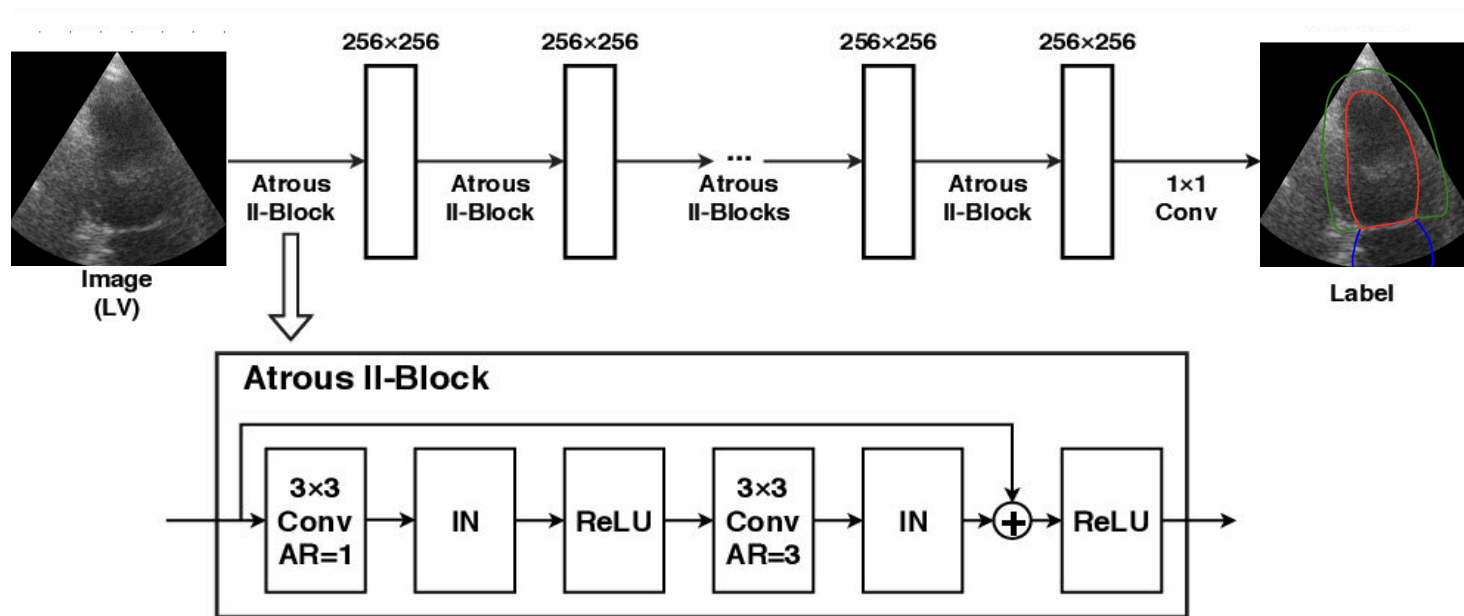 256×256
256×256
256×256
256×256
...
Atrous
II-Block
Atrous
II-Block
Atrous
II-Blocks
Atrous
II-Block
1×1
Conv
Image
(LV)
Label
Atrous II-Block
3×3
Conv
AR=1
IN
ReLU
3×3
Conv
AR=3
IN
+
ReLU